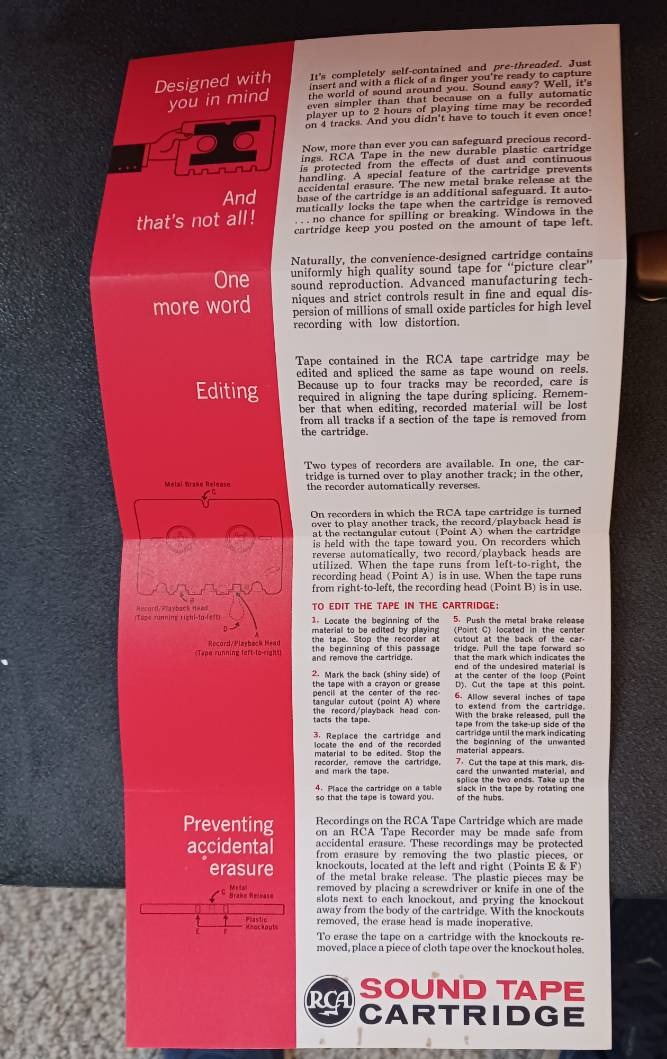 Designed with
you in mind
It's completely self-contained and pre-threaded. Just
insert and with a flick of a finger you're ready to capture
the world of sound around you. Sound easy? Well, it's
even simpler than that because on a fully automatic
player up to 2 hours of playing time may be recorded
on 4 tracks. And you didn't have to touch it even once!
And
that's not all!
Now, more than ever you can safeguard precious record-
ings. RCA Tape in the new durable plastic cartridge
is protected from the effects of dust and continuous
handling. A special feature of the cartridge prevents
accidental erasure. The new metal brake release at the
base of the cartridge is an additional safeguard. It auto-
matically locks the tape when the cartridge is removed
... no chance for spilling or breaking. Windows in the
cartridge keep you posted on the amount of tape left.
One
more word
Naturally, the convenience-designed cartridge contains
uniformly high quality sound tape for "picture clear"
sound reproduction. Advanced manufacturing tech-
niques and strict controls result in fine and equal dis-
persion of millions of small oxide particles for high level
recording with low distortion.
Editing
Tape contained in the RCA tape cartridge may be
edited and spliced the same as tape wound on reels.
Because up to four tracks may be recorded, care is
required in aligning the tape during splicing. Remem-
ber that when editing, recorded material will be lost
from all tracks if a section of the tape is removed from
the cartridge.
Two types of recorders are available. In one, the car-
tridge is turned over to play another track; in the other,
the recorder automatically reverses.
Metal Brake Release
C
B
Record/Playback Head
(Tape running right-to-left)
D
A
Record/Playback Head
(Tape running left-to-right)
On recorders in which the RCA tape cartridge is turned
over to play another track, the record/playback head is
at the rectangular cutout (Point A) when the cartridge
is held with the tape toward you. On recorders which
reverse automatically, two record/playback heads are
utilized. When the tape runs from left-to-right, the
recording head (Point A) is in use. When the tape runs
from right-to-left, the recording head (Point B) is in use.
TO EDIT THE TAPE IN THE CARTRIDGE:
1. Locate the beginning of the
material to be edited by playing
the tape. Stop the recorder at
the beginning of this passage
and remove the cartridge.
2. Mark the back (shiny side) of
the tape with a crayon or grease
pencil at the center of the rec-
tangular cutout (point A) where
the record/playback head con-
tacts the tape.
3. Replace the cartridge and
locate the end of the recorded
material to be edited. Stop the
recorder, remove the cartridge,
and mark the tape.
4. Place the cartridge on a table
so that the tape is toward you.
5. Push the metal brake release
(Point C) located in the center
cutout at the back of the car-
tridge. Pull the tape forward so
that the mark which indicates the
end of the undesired material is
at the center of the loop (Point
D). Cut the tape at this point.
6. Allow several inches of tape
to extend from the cartridge.
With the brake released, pull the
tape from the take-up side of the
cartridge until the mark indicating
the beginning of the unwanted
material appears.
7. Cut the tape at this mark, dis-
card the unwanted material, and
splice the two ends. Take up the
slack in the tape by rotating one
of the hubs.
Preventing
accidental
erasure
Metal
Brake Release
C
Plastic
Knockouts
E
F
Recordings on the RCA Tape Cartridge which are made
on an RCA Tape Recorder may be made safe from
accidental erasure. These recordings may be protected
from erasure by removing the two plastic pieces, or
knockouts, located at the left and right (Points E & F)
of the metal brake release. The plastic pieces may be
removed by placing a screwdriver or knife in one of the
slots next to each knockout, and prying the knockout
away from the body of the cartridge. With the knockouts
removed, the erase head is made inoperative.
To erase the tape on a cartridge with the knockouts re-
moved, place a piece of cloth tape over the knockout holes.
RCA
SOUND TAPE
CARTRIDGE